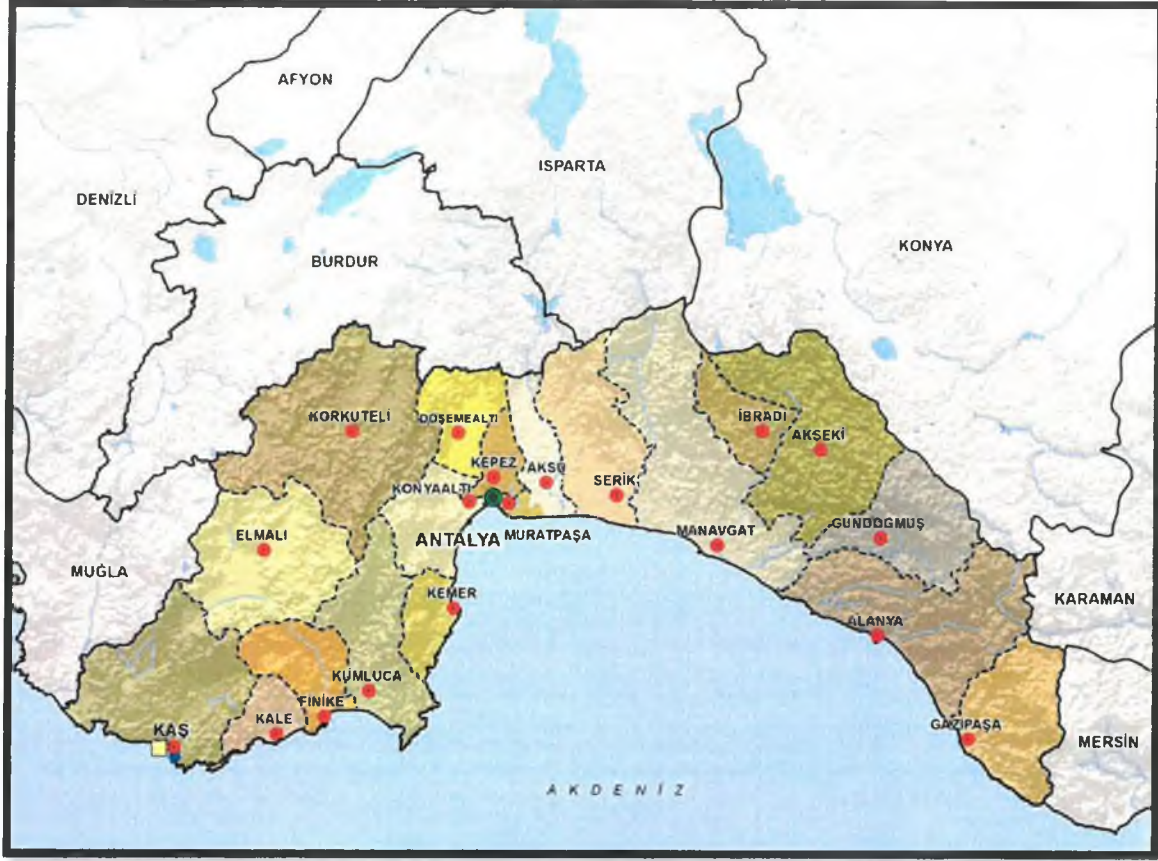 AFYON
ISPARTA
DENİZLİ
KONYA
BURDUR
KORKUTELİ
DÖŞEMEALTI
İBRADI
AKSEKİ
KEPEZ
AKSU
SERİK
KONYAALTI
ELMALI
ANTALYA
MURATPAŞA
MANAVGAT
GÜNDOĞMUŞ
MUĞLA
KEMER
KARAMAN
ALANYA
KUMLUCA
FİNİKE
KALE
KAŞ
GAZİPAŞA
MERSİN
AKDENİZ